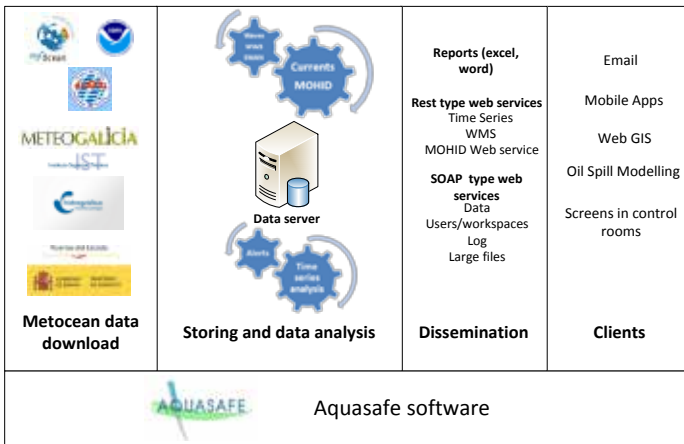 METEOGALICIA
IST
Metocean data
download
Waves
WW3
SWAN
Currents
MOHID
Data server
Alerts
Time
series
analysis
Storing and data analysis
Reports (excel,
word)
Rest type web services
Time Series
WMS
MOHID Web service
SOAP type web
services
Data
Users/workspaces
Log
Large files
Dissemination
Email
Mobile Apps
Web GIS
Oil Spill Modelling
Screens in control
rooms
Clients
AQUASAFE
Aquasafe software